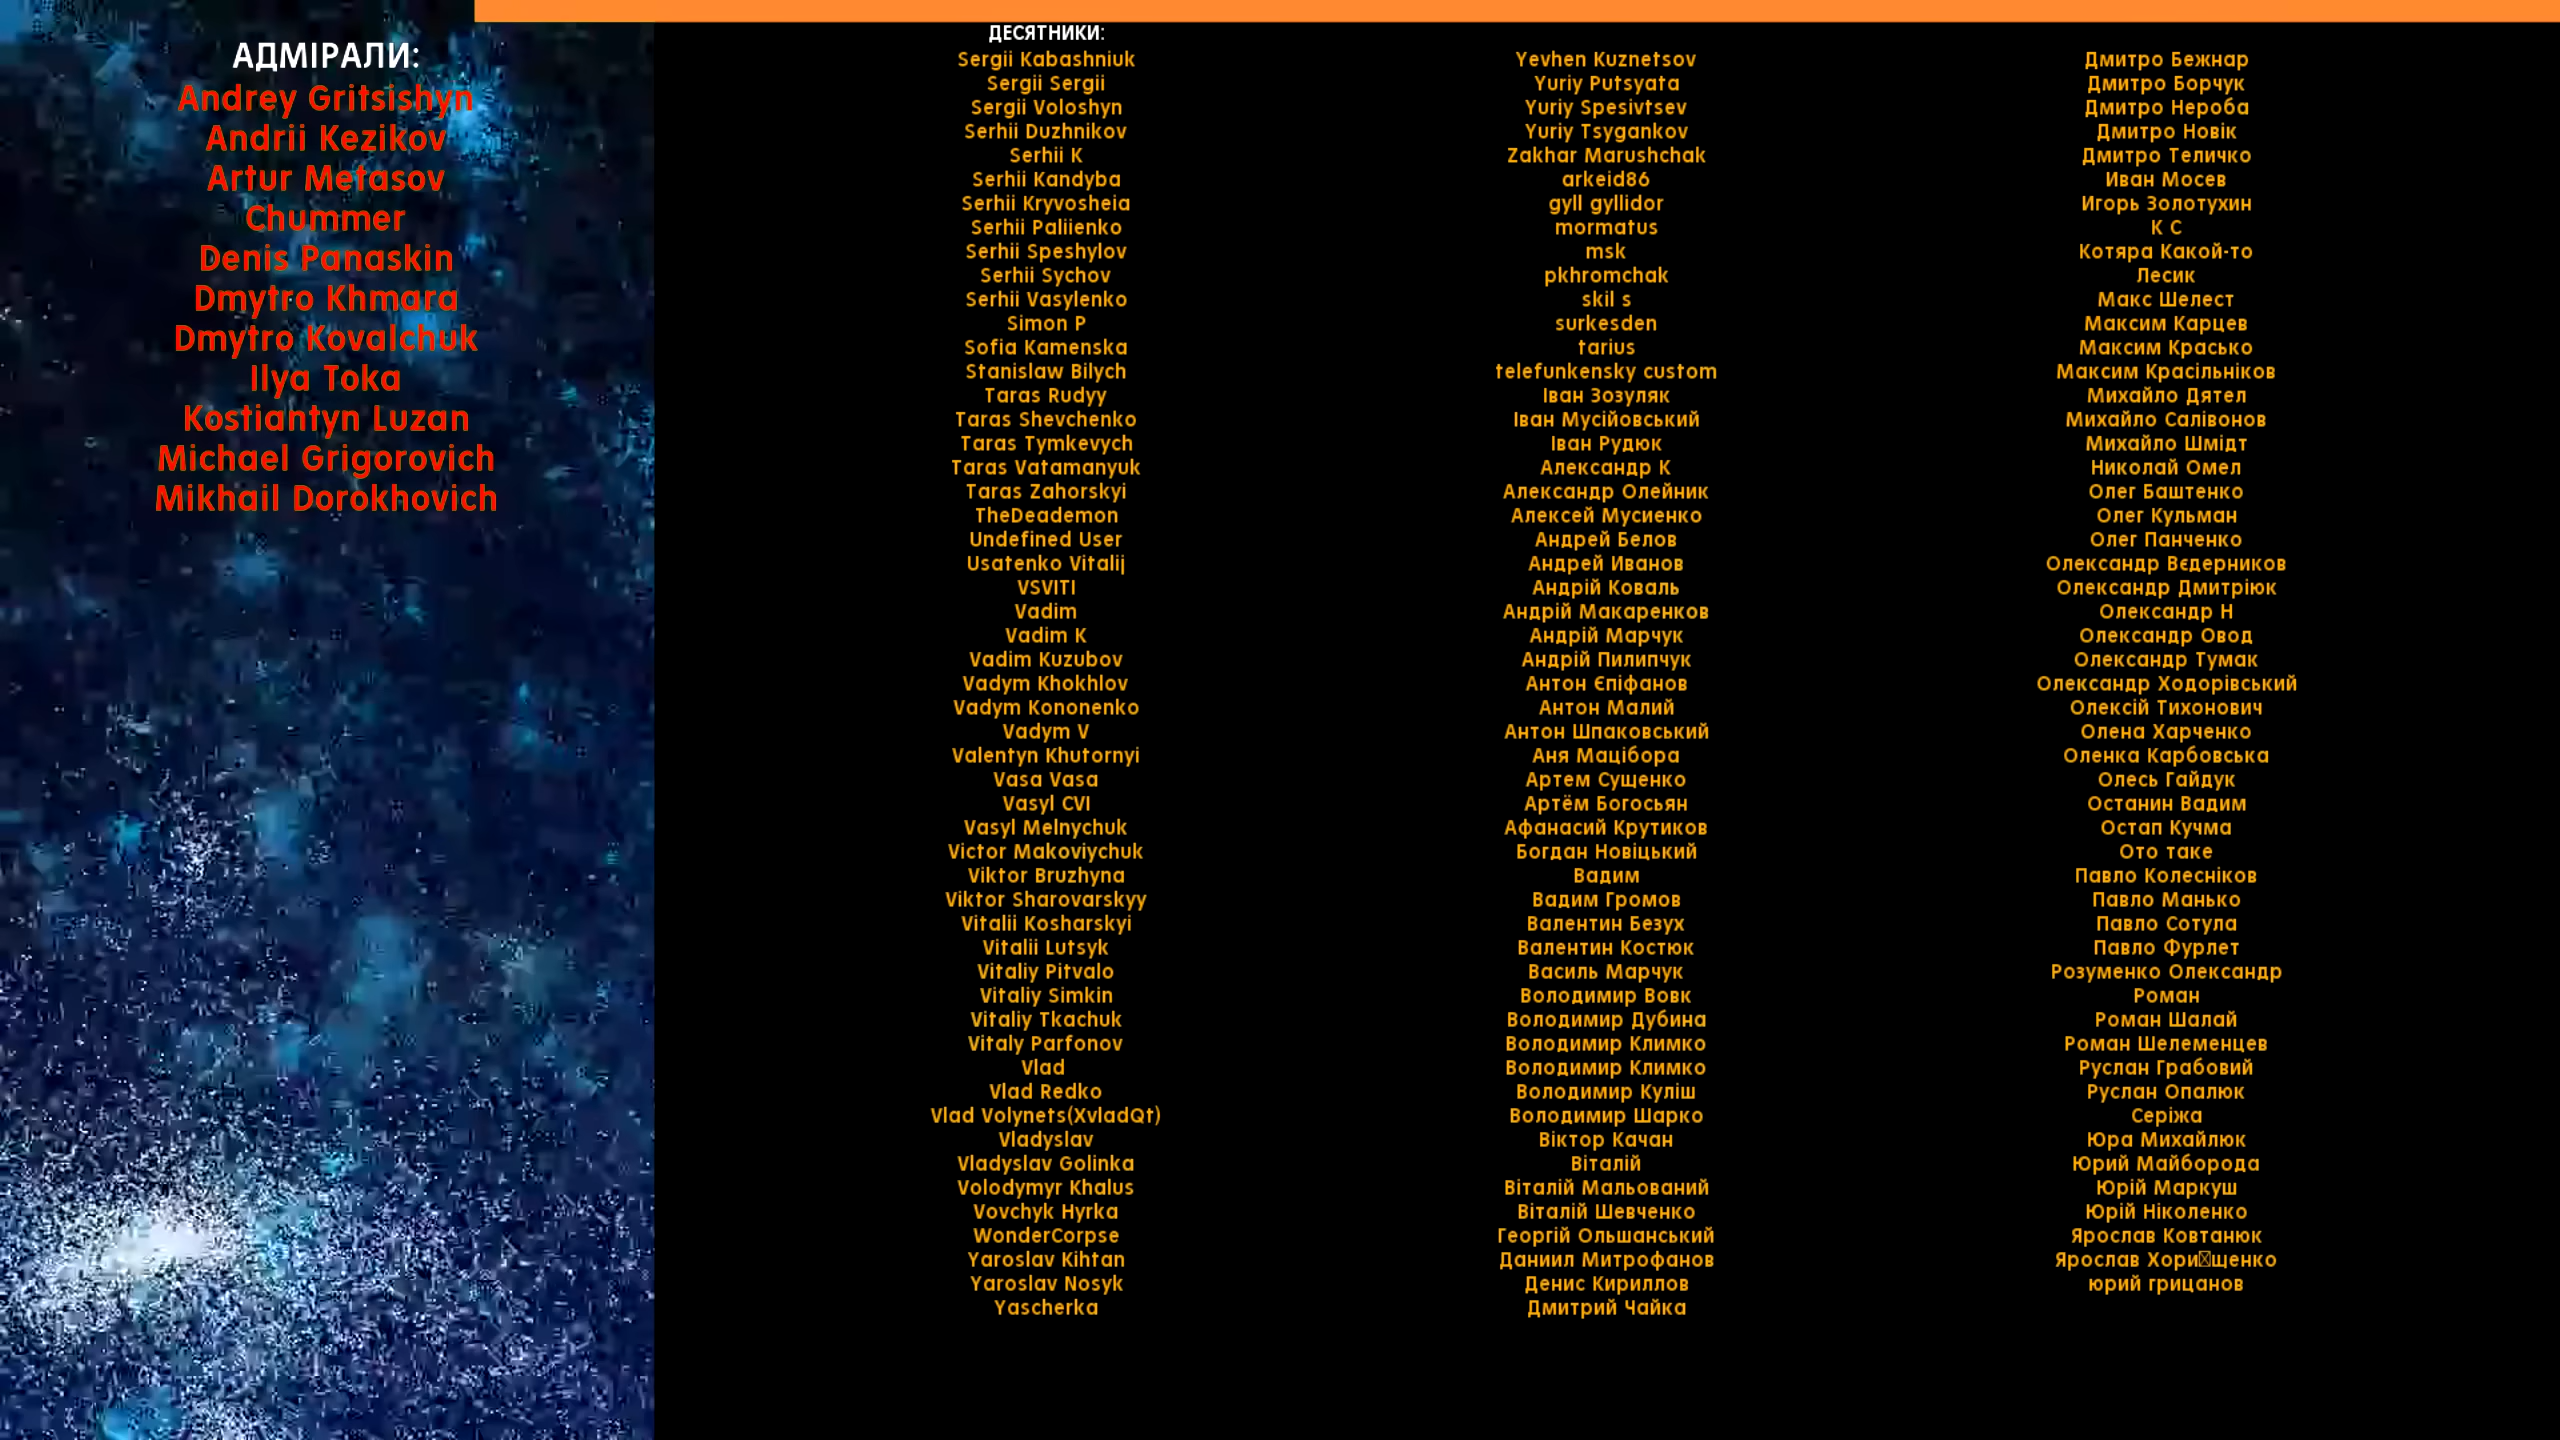 АДМІРАЛИ:
Andrey Gritsishyn
Andrii Kezikov
Artur Metasov
Chummer
Denis Panaskin
Dmytro Khmara
Dmytro Kovalchuk
Ilya Toka
Kostiantyn Luzan
Michael Grigorovich
Mikhail Dorokhovich
ДЕСЯТНИКИ:
Sergii Kabashniuk
Sergii Sergii
Sergii Voloshyn
Serhii Duzhnikov
Serhii K
Serhii Kandyba
Serhii Kryvosheia
Serhii Paliienko
Serhii Speshylov
Serhii Sychov
Serhii Vasylenko
Simon P
Sofia Kamenska
Stanislaw Bilych
Taras Rudyy
Taras Shevchenko
Taras Tymkevych
Taras Vatamanyuk
Taras Zahorskyi
TheDeademon
Undefined User
Usatenko Vitalij
VSVITI
Vadim
Vadim K
Vadim Kuzubov
Vadym Khokhlov
Vadym Kononenko
Vadym V
Valentyn Khutornyi
Vasa Vasa
Vasyl CVI
Vasyl Melnychuk
Victor Makoviychuk
Viktor Bruzhyna
Viktor Sharovarskyy
Vitalii Kosharskyi
Vitalii Lutsyk
Vitaliy Pitvalo
Vitaliy Simkin
Vitaliy Tkachuk
Vitaly Parfonov
Vlad
Vlad Redko
Vlad Volynets(XvladQt)
Vladyslav
Vladyslav Golinka
Volodymyr Khalus
Vovchyk Hyrka
WonderCorpse
Yaroslav Kihtan
Yaroslav Nosyk
Yascherka
Yevhen Kuznetsov
Yuriy Putsyata
Yuriy Spesivtsev
Yuriy Tsygankov
Zakhar Marushchak
arkeid86
gyll gyllidor
mormatus
msk
pkhromchak
skil s
surkesden
tarius
telefunkensky custom
Іван Зозуляк
Іван Мусійовський
Іван Рудюк
Александр К
Александр Олейник
Алексей Мусиенко
Андрей Белов
Андрей Иванов
Андрій Коваль
Андрій Макаренков
Андрій Марчук
Андрій Пилипчук
Антон Єпіфанов
Антон Малий
Антон Шпаковський
Аня Мацібора
Артем Сущенко
Артём Богосьян
Афанасий Крутиков
Богдан Новіцький
Вадим
Вадим Громов
Валентин Безух
Валентин Костюк
Василь Марчук
Володимир Вовк
Володимир Дубина
Володимир Климко
Володимир Климко
Володимир Куліш
Володимир Шарко
Віктор Качан
Віталій
Віталій Мальований
Віталій Шевченко
Георгій Ольшанський
Даниил Митрофанов
Денис Кириллов
Дмитрий Чайка
Дмитро Бежнар
Дмитро Борчук
Дмитро Нероба
Дмитро Новік
Дмитро Теличко
Иван Мосев
Игорь Золотухин
К С
Котяра Какой-то
Лесик
Макс Шелест
Максим Карцев
Максим Красько
Максим Красільніков
Михайло Дятел
Михайло Салівонов
Михайло Шмідт
Николай Омел
Олег Баштенко
Олег Кульман
Олег Панченко
Олександр Вєдерников
Олександр Дмитріюк
Олександр Н
Олександр Овод
Олександр Тумак
Олександр Ходорівський
Олексій Тихонович
Олена Харченко
Оленка Карбовська
Олесь Гайдук
Останин Вадим
Остап Кучма
Ото таке
Павло Колесніков
Павло Манько
Павло Сотула
Павло Фурлет
Розуменко Олександр
Роман
Роман Шалай
Роман Шелеменцев
Руслан Грабовий
Руслан Опалюк
Серіжа
Юра Михайлюк
Юрий Майборода
Юрій Маркуш
Юрій Ніколенко
Ярослав Ковтанюк
Ярослав
юрий грицанов